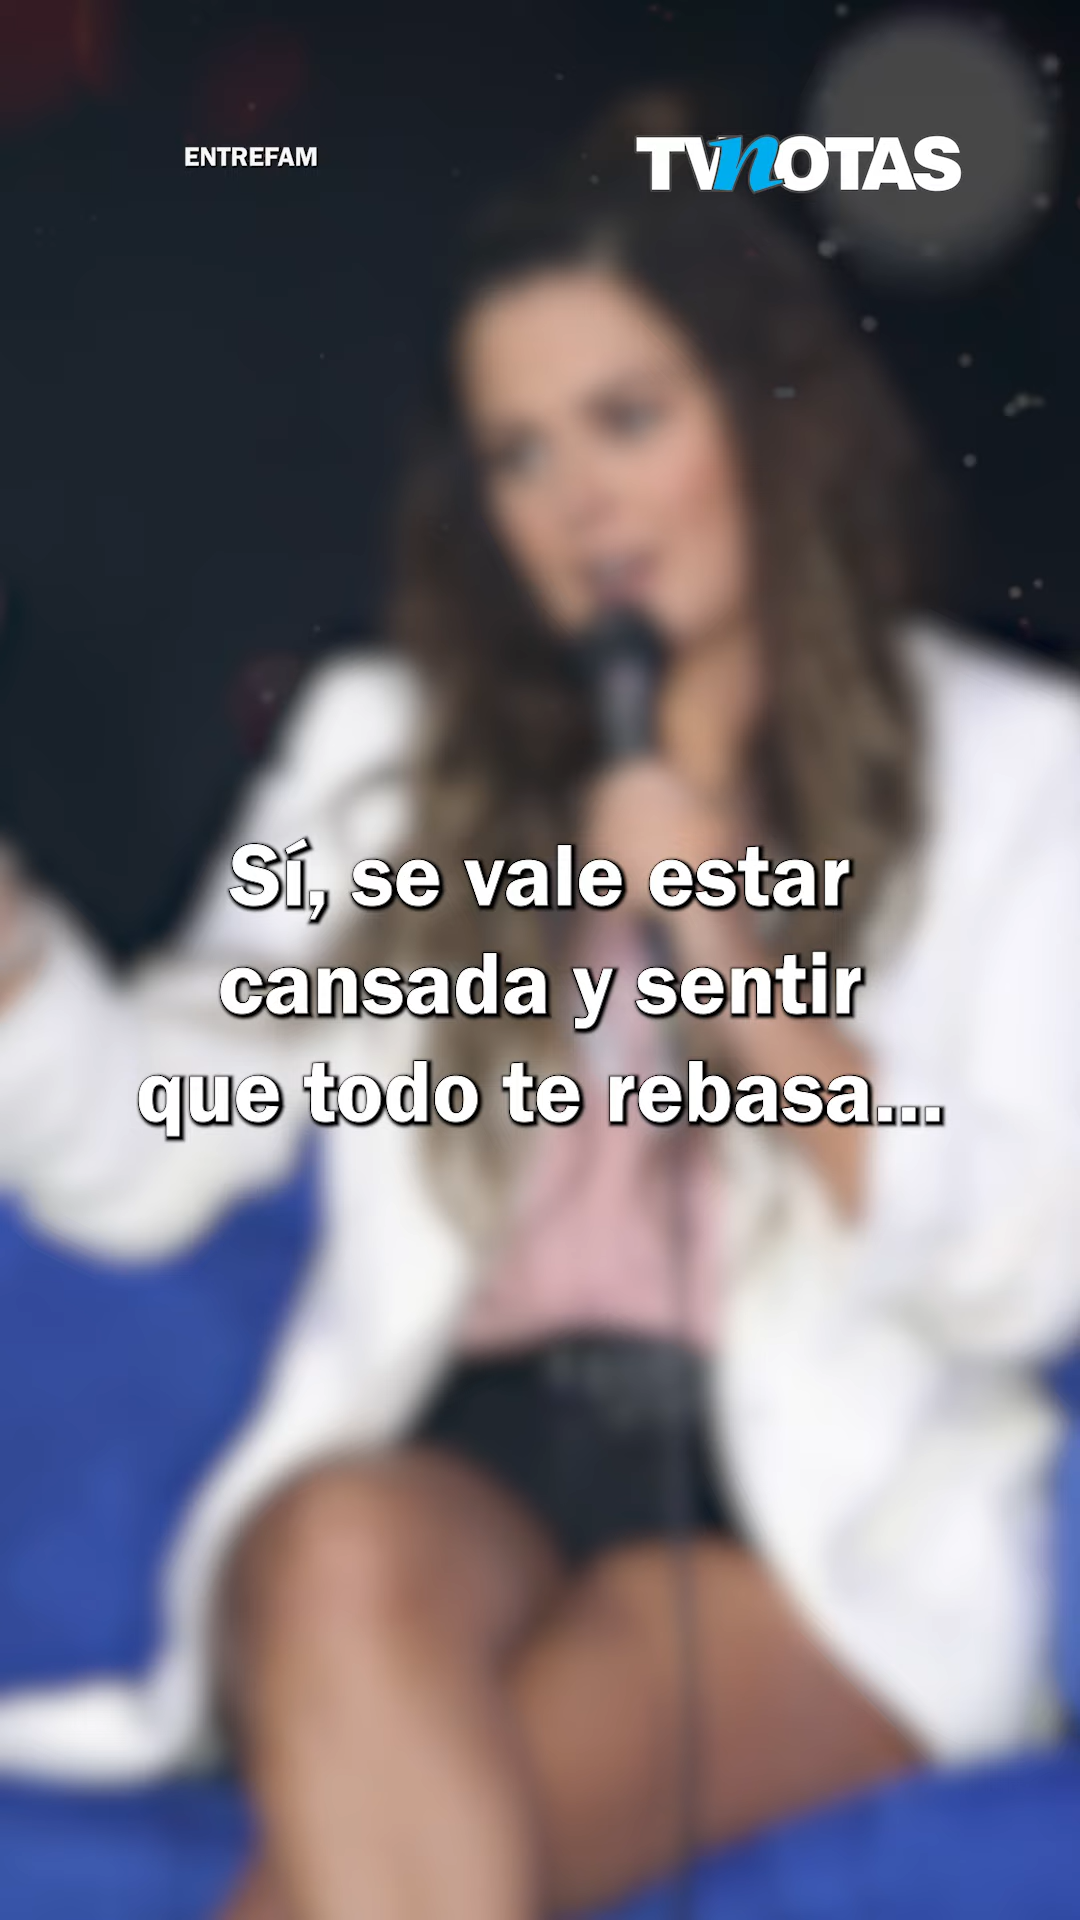 ENTREFAM
TVnOTAS
Sí, se vale estar
cansada y sentir
que todo te rebasa...